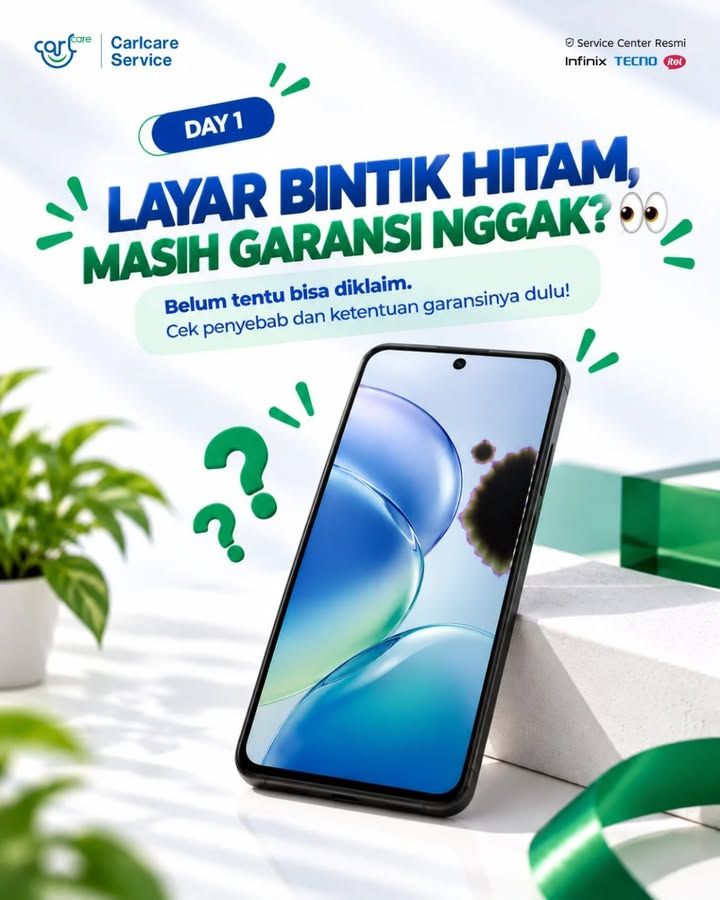 carlcare
Carlcare
Service
Service Center Resmi
Infinix TECNO itel
DAY 1
LAYAR BINTIK HITAM,
MASIH GARANSI NGGAK?
Belum tentu bisa diklaim.
Cek penyebab dan ketentuan garansinya dulu!
??